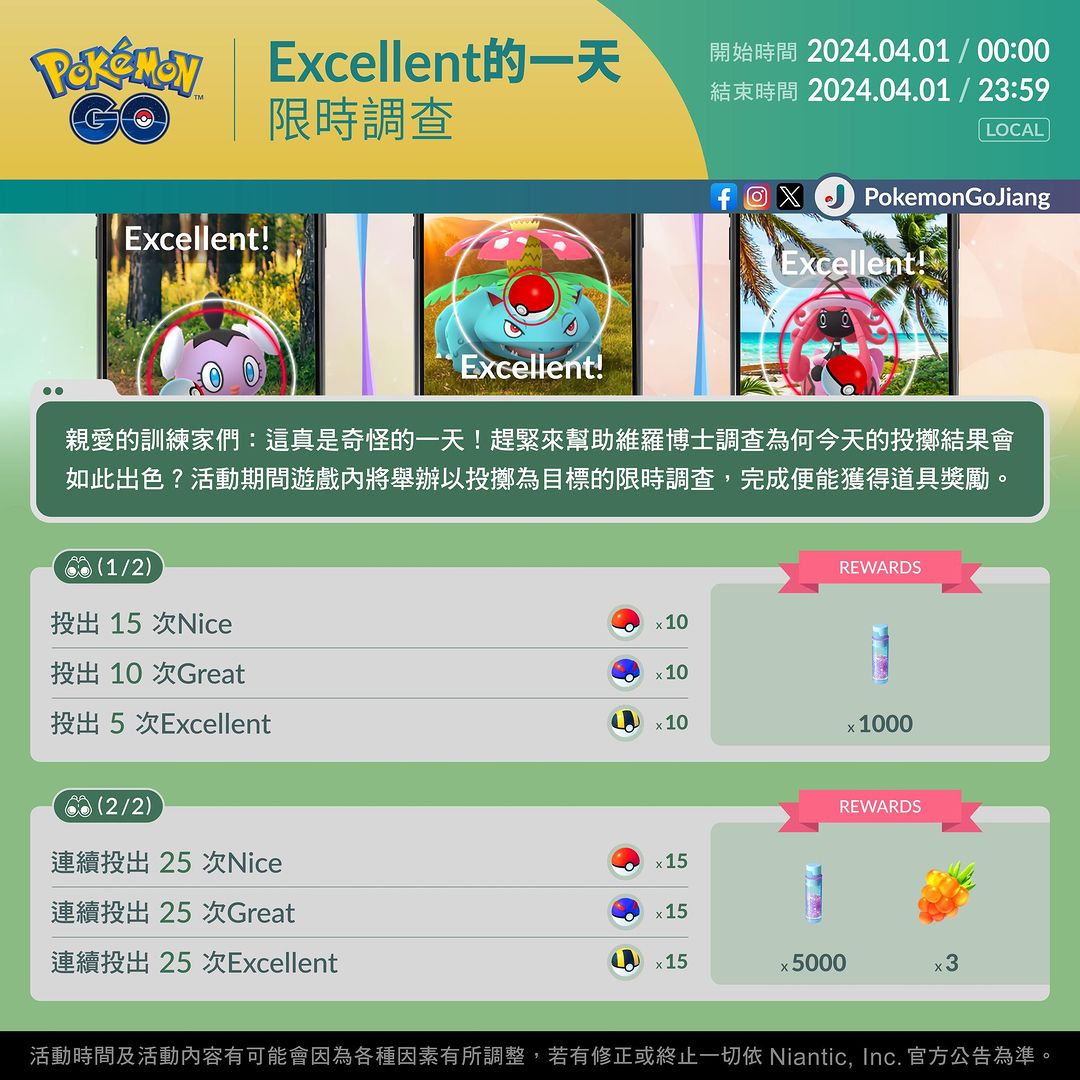 POKÉMON GO™
Excellent的一天
限時調查
開始時間 2024.04.01 / 00:00
結束時間 2024.04.01 / 23:59
LOCAL
PokemonGoJiang
Excellent!
Excellent!
Excellent!
親愛的訓練家們：這真是奇怪的一天！趕緊來幫助維羅博士調查為何今天的投擲結果會
如此出色？活動期間遊戲內將舉辦以投擲為目標的限時調查，完成便能獲得道具獎勵。
(1/2)
REWARDS
投出 15 次Nice x10
投出 10 次Great x10
投出 5 次Excellent x10
x1000
(2/2)
REWARDS
連續投出 25 次Nice x15
連續投出 25 次Great x15
連續投出 25 次Excellent x15
x5000 x3
活動時間及活動內容有可能會因為各種因素有所調整，若有修正或終止一切依 Niantic, Inc. 官方公告為準。